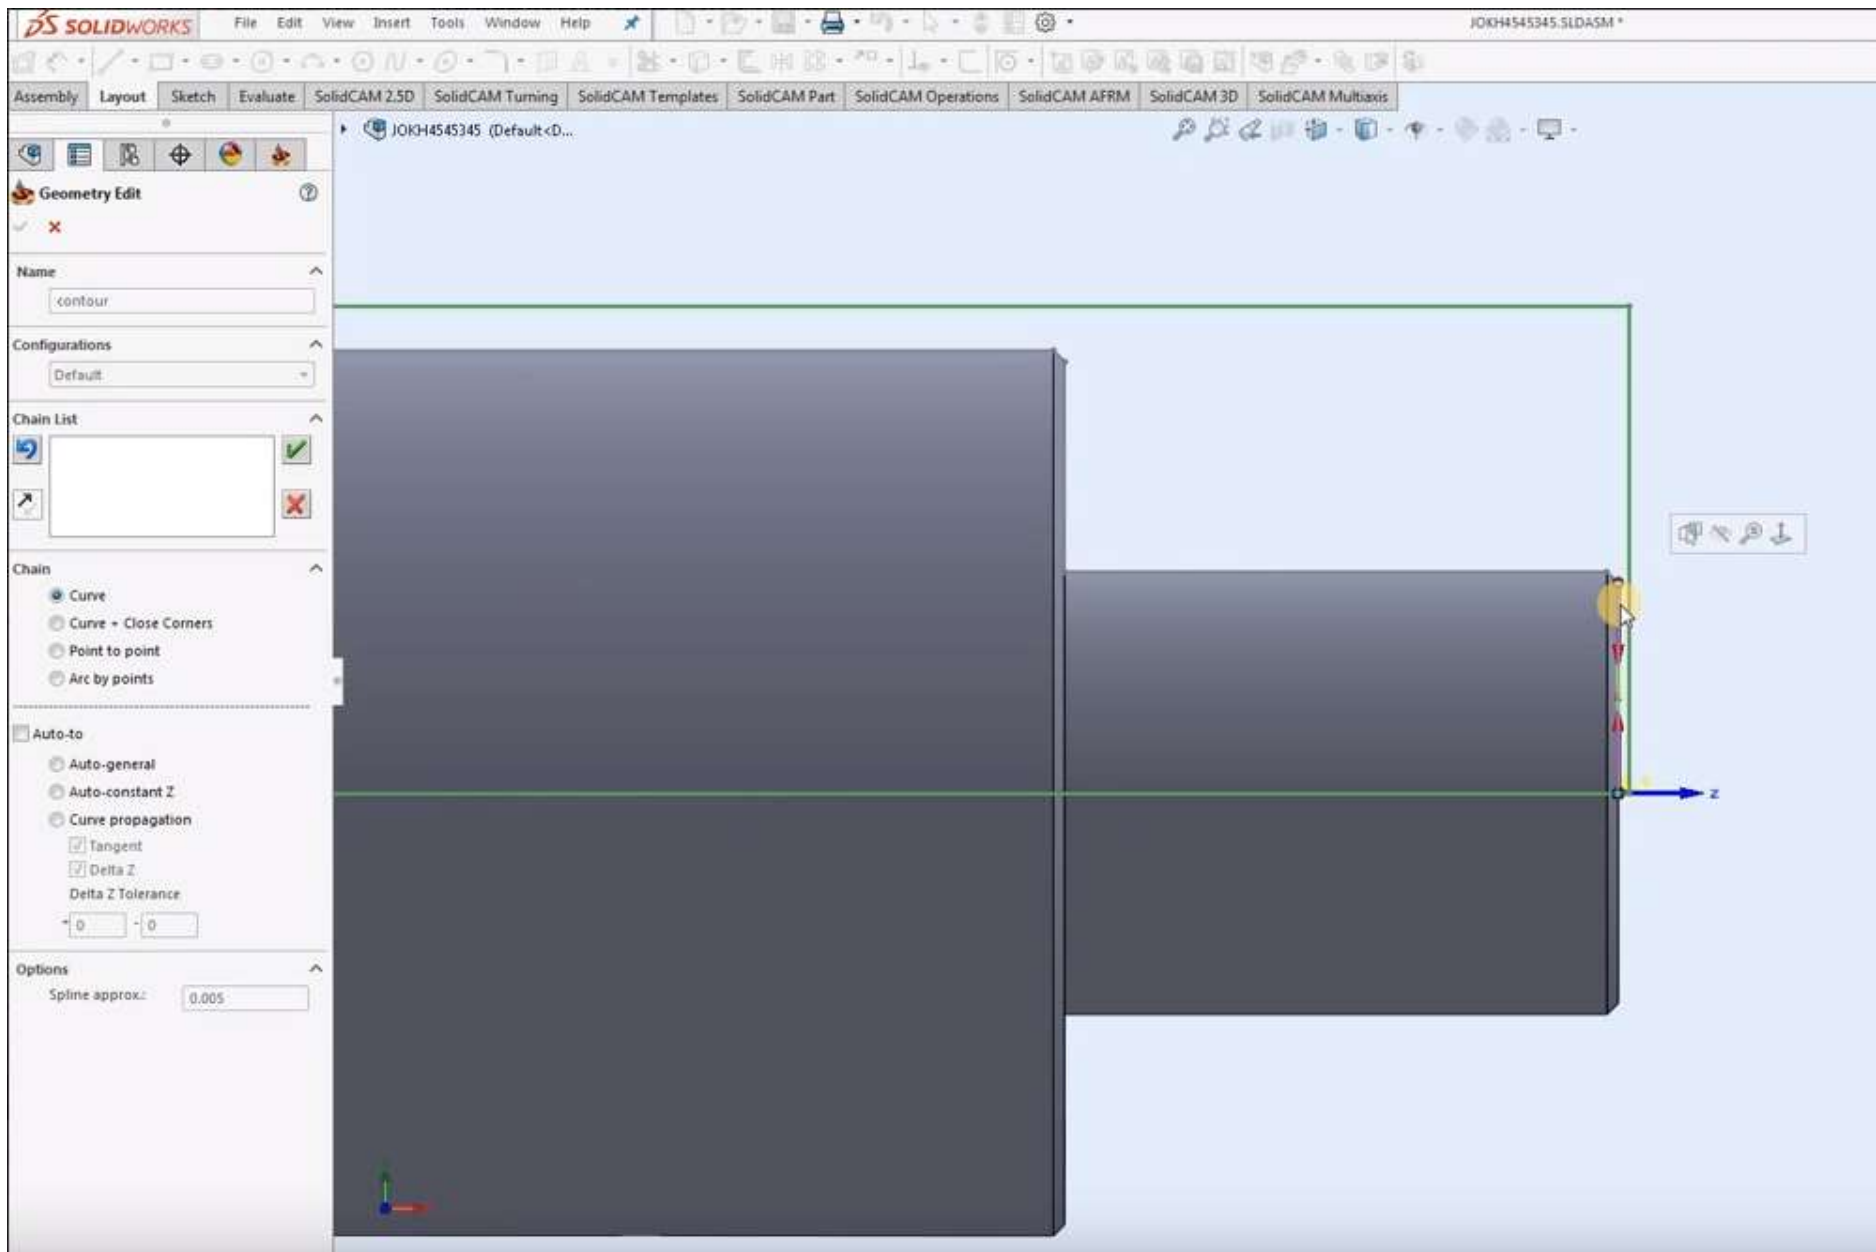 SOLIDWORKS File Edit View Insert Tools Window Help JOKH4545345.SLDASM *
Assembly Layout Sketch Evaluate SolidCAM 2.5D SolidCAM Turning SolidCAM Templates SolidCAM Part SolidCAM Operations SolidCAM AFRM SolidCAM 3D SolidCAM Multiaxis
JOKH4545345 (Default<D...
Geometry Edit
Name
contour
Configurations
Default
Chain List
Chain
Curve
Curve + Close Corners
Point to point
Arc by points
Auto-to
Auto-general
Auto-constant Z
Curve propagation
Tangent
Delta Z
Delta Z Tolerance
+ 0 - 0
Options
Spline approx.: 0.005
z